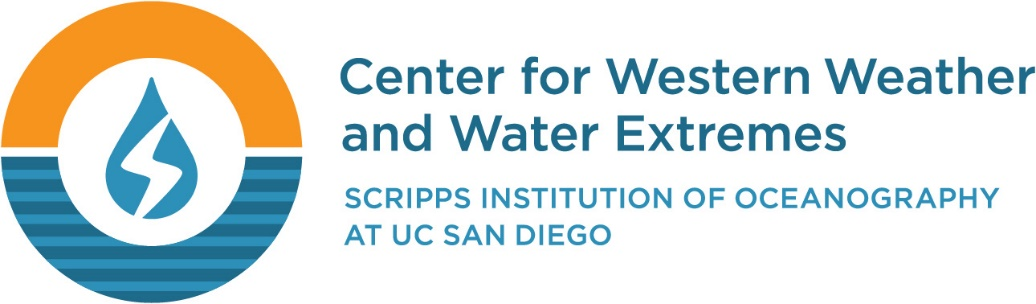 Center for Western Weather
and Water Extremes
SCRIPPS INSTITUTION OF OCEANOGRAPHY
AT UC SAN DIEGO